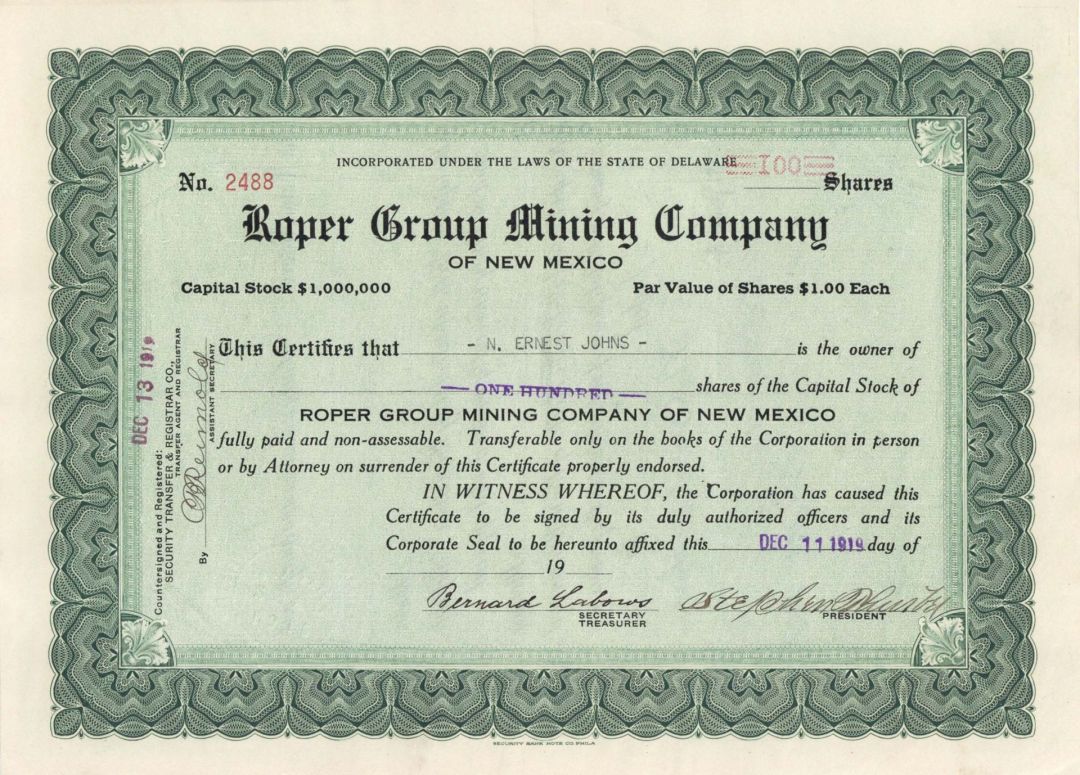 INCORPORATED UNDER THE LAWS OF THE STATE OF DELAWARE
No. 2488 100 Shares
Roper Group Mining Company
OF NEW MEXICO
Capital Stock $1,000,000 Par Value of Shares $1.00 Each
This Certifies that - N. ERNEST JOHNS - is the owner of
— ONE HUNDRED — shares of the Capital Stock of
ROPER GROUP MINING COMPANY OF NEW MEXICO
fully paid and non-assessable. Transferable only on the books of the Corporation in person
or by Attorney on surrender of this Certificate properly endorsed.
IN WITNESS WHEREOF, the Corporation has caused this
Certificate to be signed by its duly authorized officers and its
Corporate Seal to be hereunto affixed this DEC 11 1919 day of
19
Bernard Labows
SECRETARY
TREASURER
Stephen
PRESIDENT
DEC 13 1919
Countersigned and Registered:
SECURITY TRANSFER & REGISTRAR CO.,
TRANSFER AGENT AND REGISTRAR
By
ASSISTANT SECRETARY
SECURITY BANK NOTE CO. PHILA